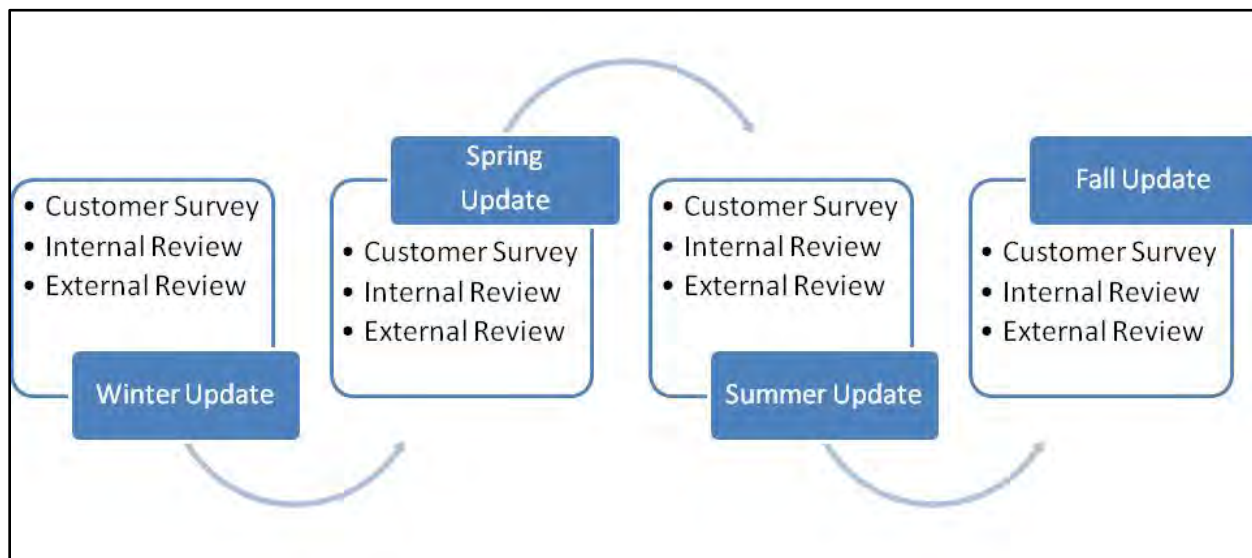 • Customer Survey
• Internal Review
• External Review
Winter Update
Spring
Update
• Customer Survey
• Internal Review
• External Review
• Customer Survey
• Internal Review
• External Review
Summer Update
Fall Update
• Customer Survey
• Internal Review
• External Review